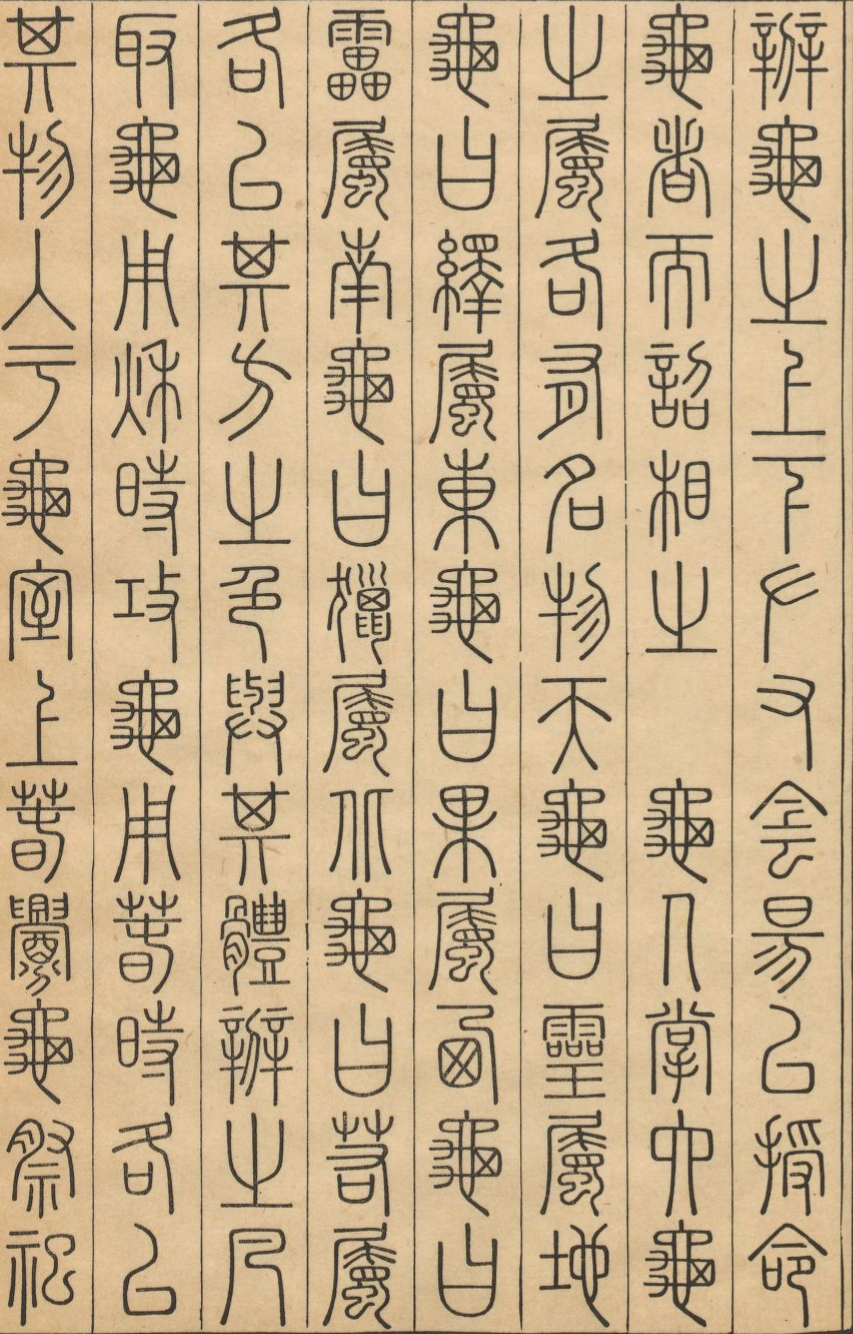 辨龜之上下左右陰陽以授命
龜者而詔相之　龜人掌六龜
之屬各有名物天龜曰靈屬地
龜曰繹屬東龜曰果屬西龜曰
靁屬南龜曰獵屬北龜曰若屬
各以其方之色與其體辨之凡
取龜用秋時攻龜用春時各以
其物入于龜室上春釁龜祭祀